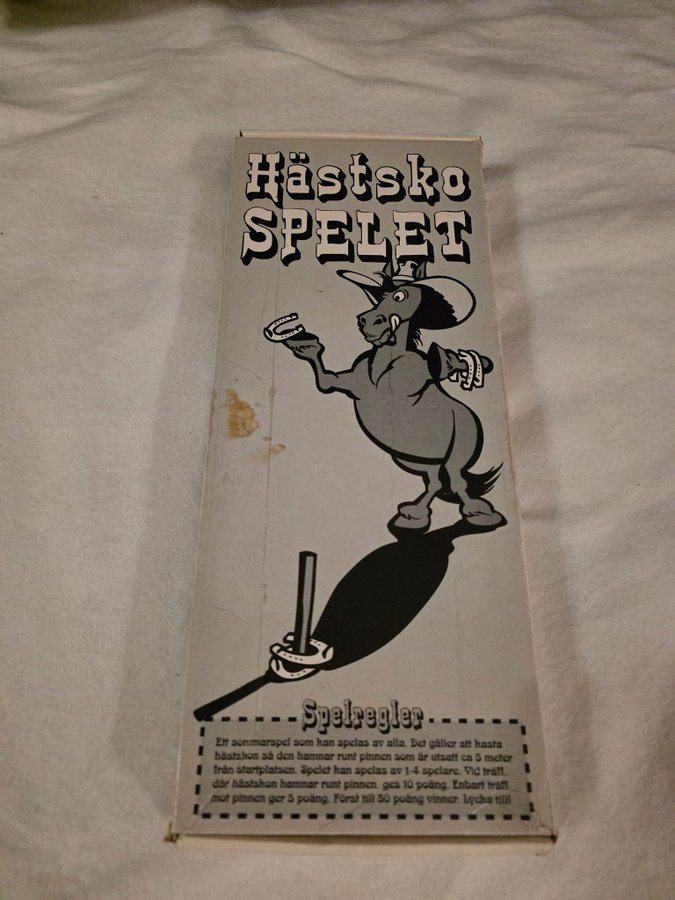 Hästsko
SPELET
Spelregler
Ett sommarspel som kan spelas av alla. Det gäller att kasta
hästskon så den hamnar runt pinnen som är utsatt ca 5 meter
från startplatsen. Spelet kan spelas av 1-4 spelare. Vid träff,
där hästskon hamnar runt pinnen, ges 10 poäng. Enbart träff
mot pinnen ger 5 poäng. Först till 50 poäng vinner. Lycka till!